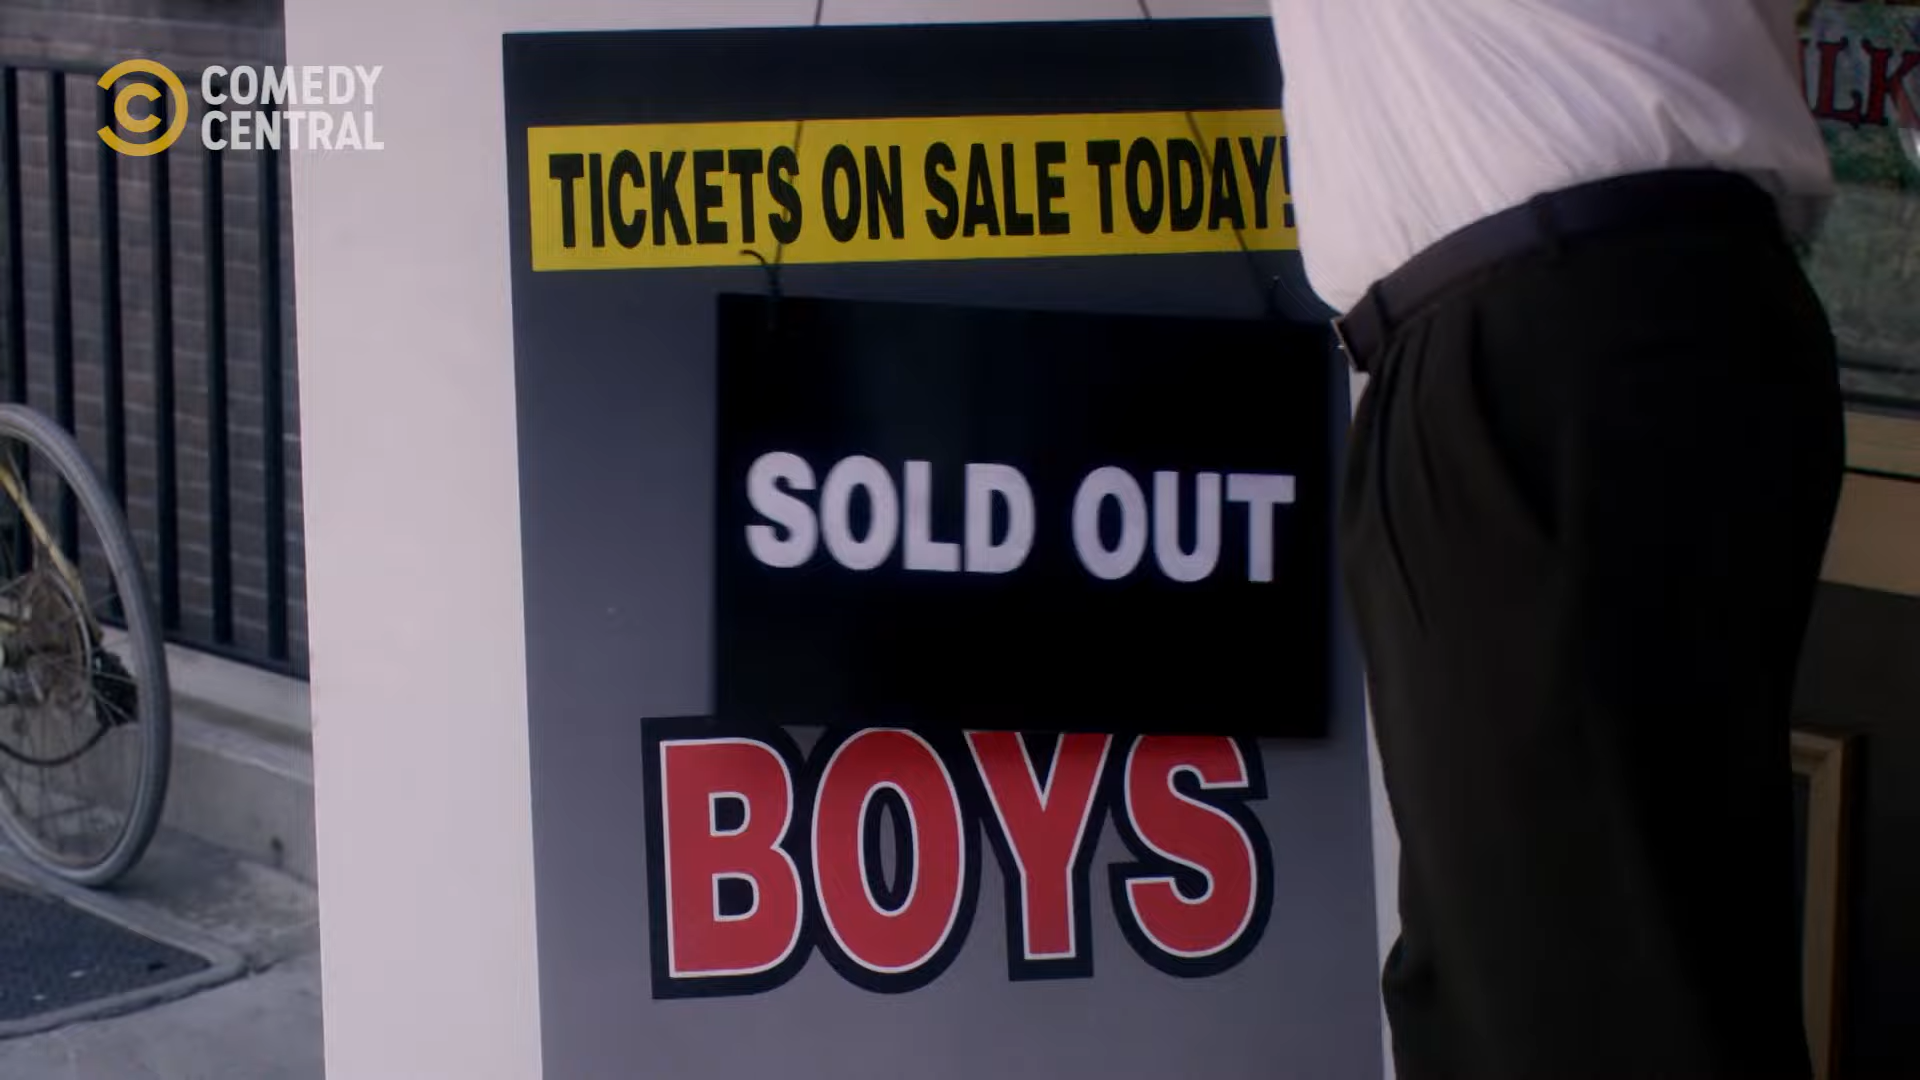 COMEDY
CENTRAL
TICKETS ON SALE TODAY!
SOLD OUT
BOYS